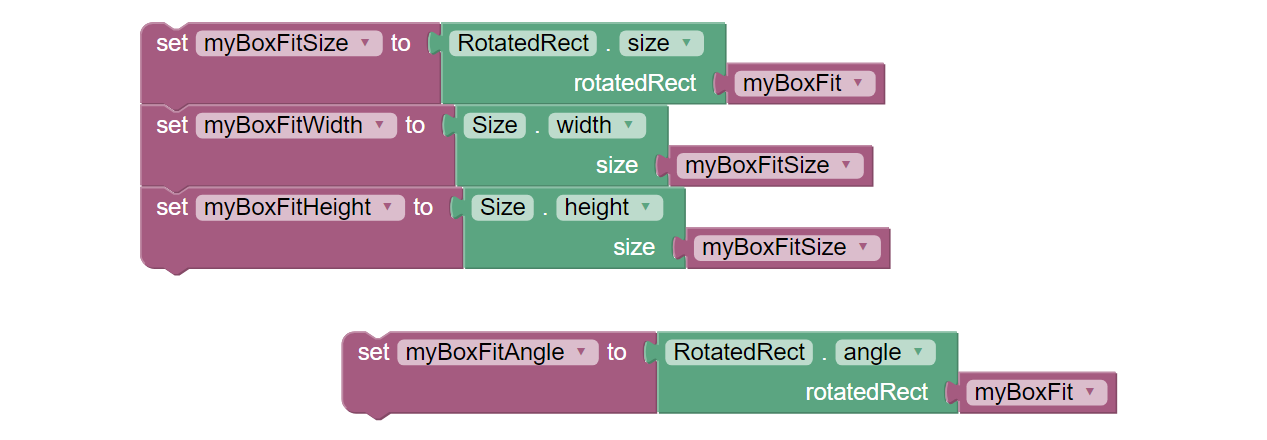 set myBoxFitSize to RotatedRect . size
rotatedRect myBoxFit
set myBoxFitWidth to Size . width
size myBoxFitSize
set myBoxFitHeight to Size . height
size myBoxFitSize
set myBoxFitAngle to RotatedRect . angle
rotatedRect myBoxFit